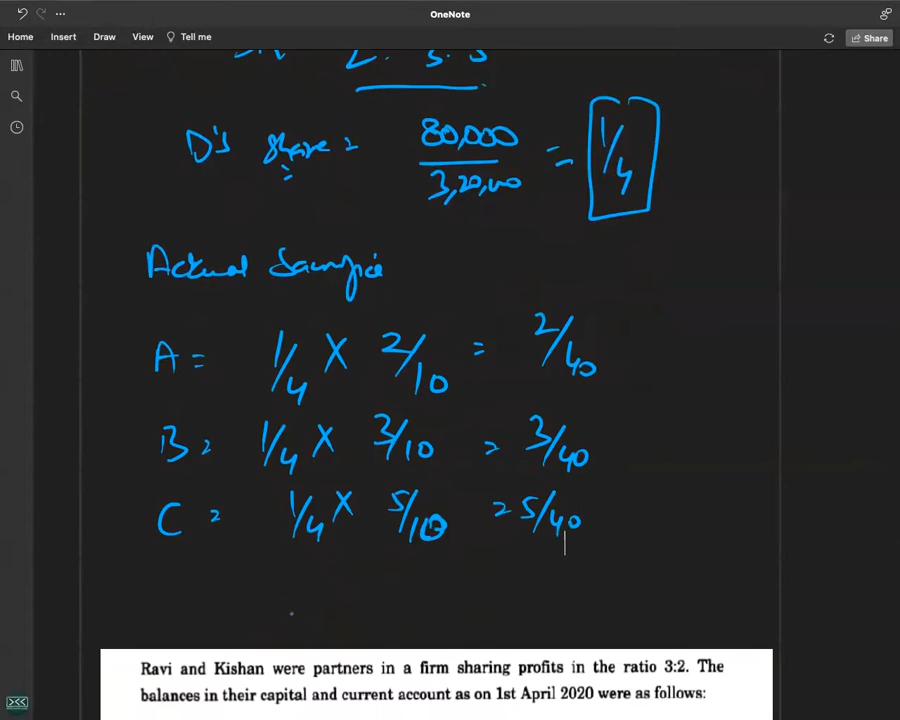 OneNote
Home Insert Draw View Tell me Share
D's share = 80,000 / 3,20,000 = 1/4
Actual Sacrifice
A = 1/4 X 2/10 = 2/40
B = 1/4 X 3/10 = 3/40
C = 1/4 X 5/10 = 5/40
Ravi and Kishan were partners in a firm sharing profits in the ratio 3:2. The
balances in their capital and current account as on 1st April 2020 were as follows: